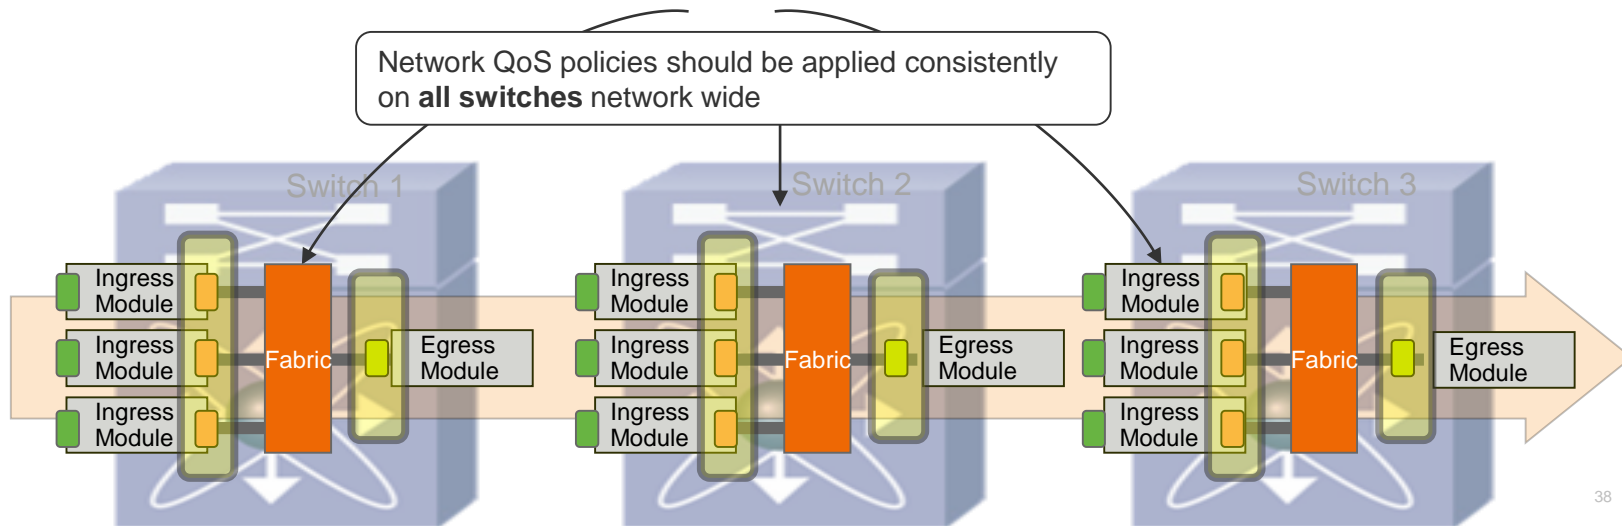 Network QoS policies should be applied consistently
on all switches network wide
Switch 1
Switch 2
Switch 3
Ingress
Module
Ingress
Module
Ingress
Module
Fabric
Egress
Module
Ingress
Module
Ingress
Module
Ingress
Module
Fabric
Egress
Module
Ingress
Module
Ingress
Module
Ingress
Module
Fabric
Egress
Module
38